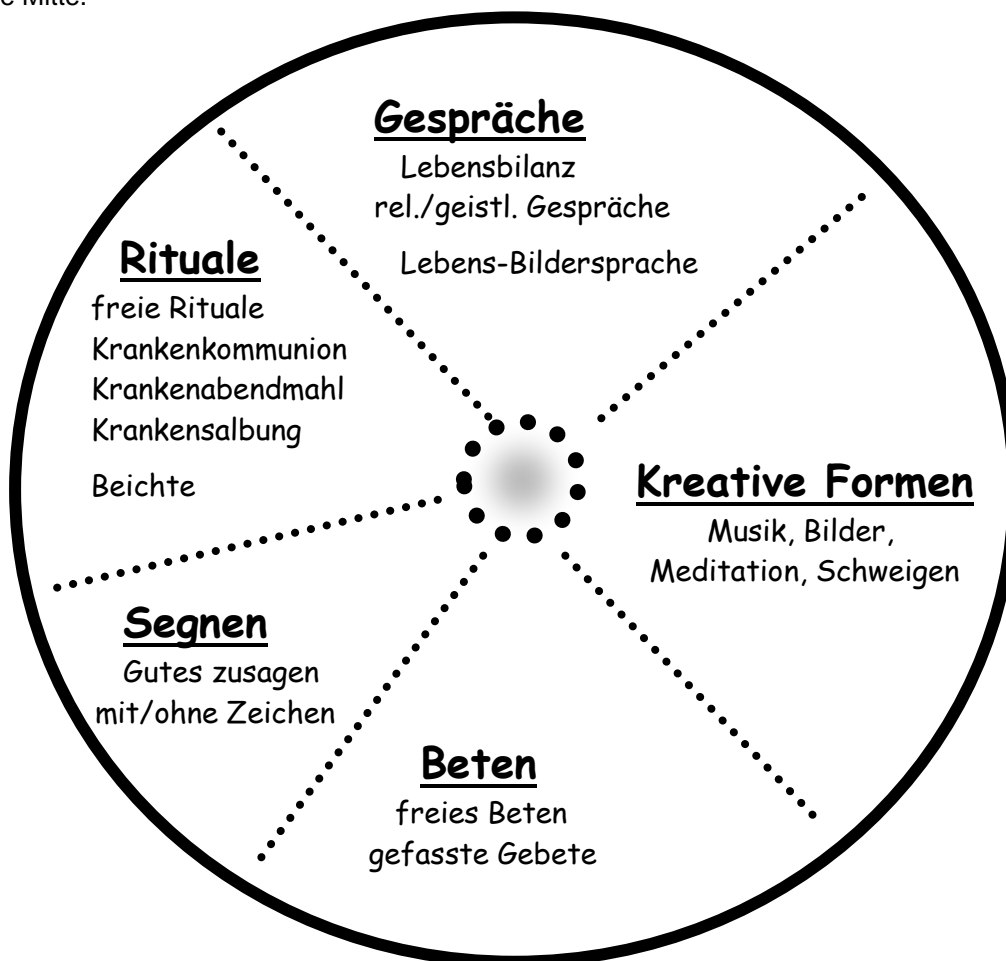 e Mitte.
Gespräche
Lebensbilanz
rel./geistl. Gespräche
Lebens-Bildersprache
Rituale
freie Rituale
Krankenkommunion
Krankenabendmahl
Krankensalbung
Beichte
Kreative Formen
Musik, Bilder,
Meditation, Schweigen
Segnen
Gutes zusagen
mit/ohne Zeichen
Beten
freies Beten
gefasste Gebete